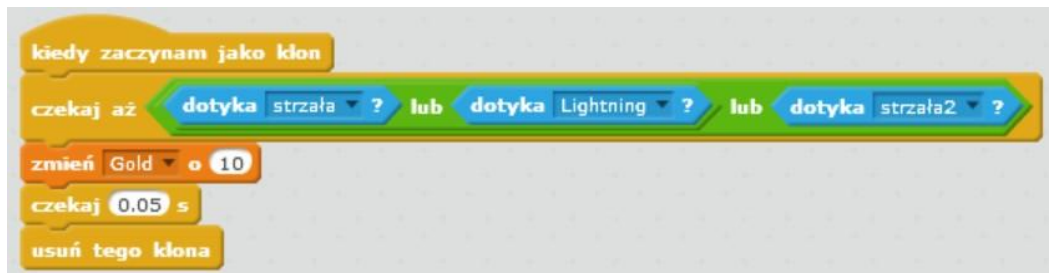 kiedy zaczynam jako klon
czekaj aż dotyka strzała ? lub dotyka Lightning ? lub dotyka strzała2 ?
zmień Gold o 10
czekaj 0.05 s
usuń tego klona